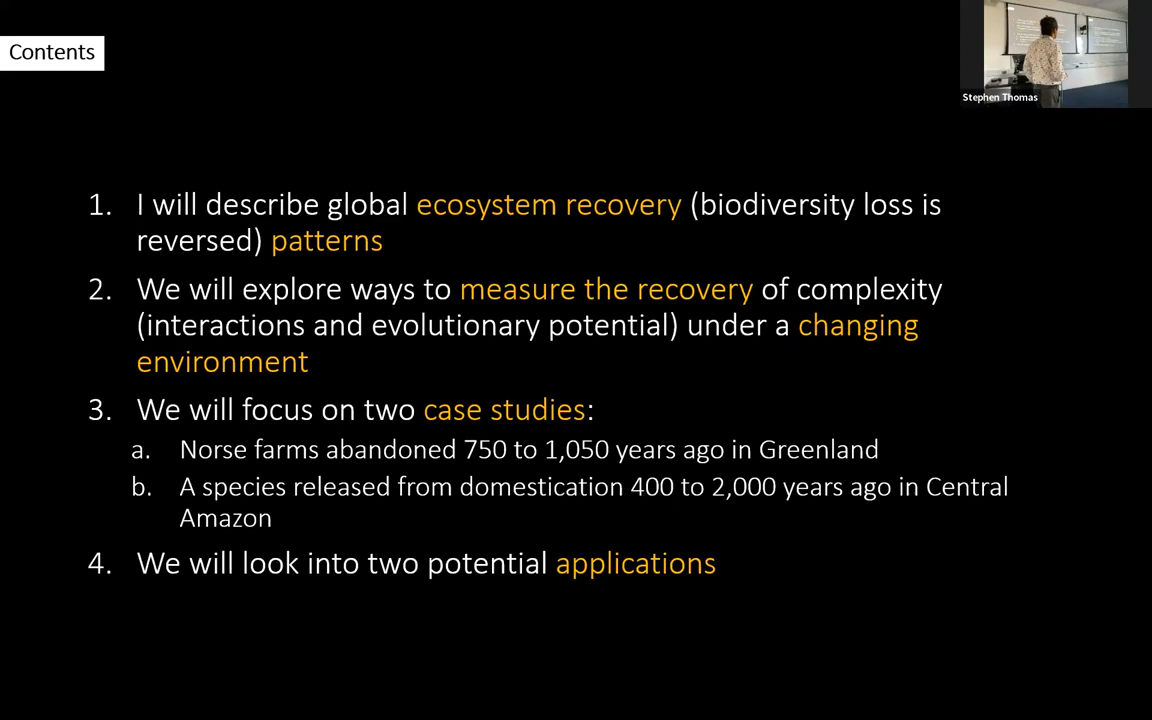 Contents
Stephen Thomas
1. I will describe global ecosystem recovery (biodiversity loss is
reversed) patterns
2. We will explore ways to measure the recovery of complexity
(interactions and evolutionary potential) under a changing
environment
3. We will focus on two case studies:
a. Norse farms abandoned 750 to 1,050 years ago in Greenland
b. A species released from domestication 400 to 2,000 years ago in Central
Amazon
4. We will look into two potential applications